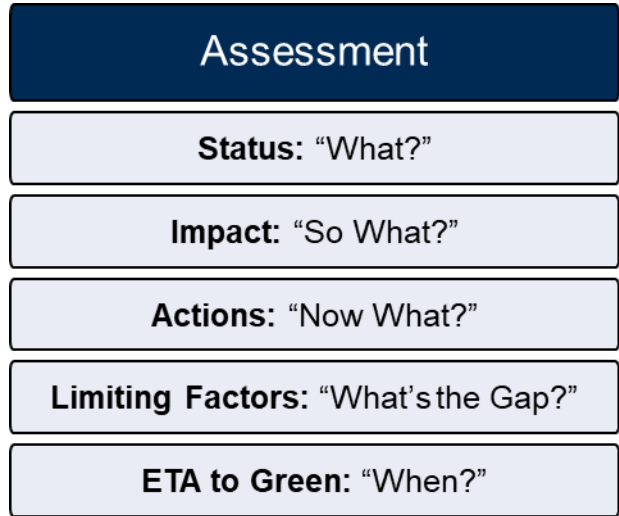 Assessment
Status: “What?”
Impact: “So What?”
Actions: “Now What?”
Limiting Factors: “What’s the Gap?”
ETA to Green: “When?”